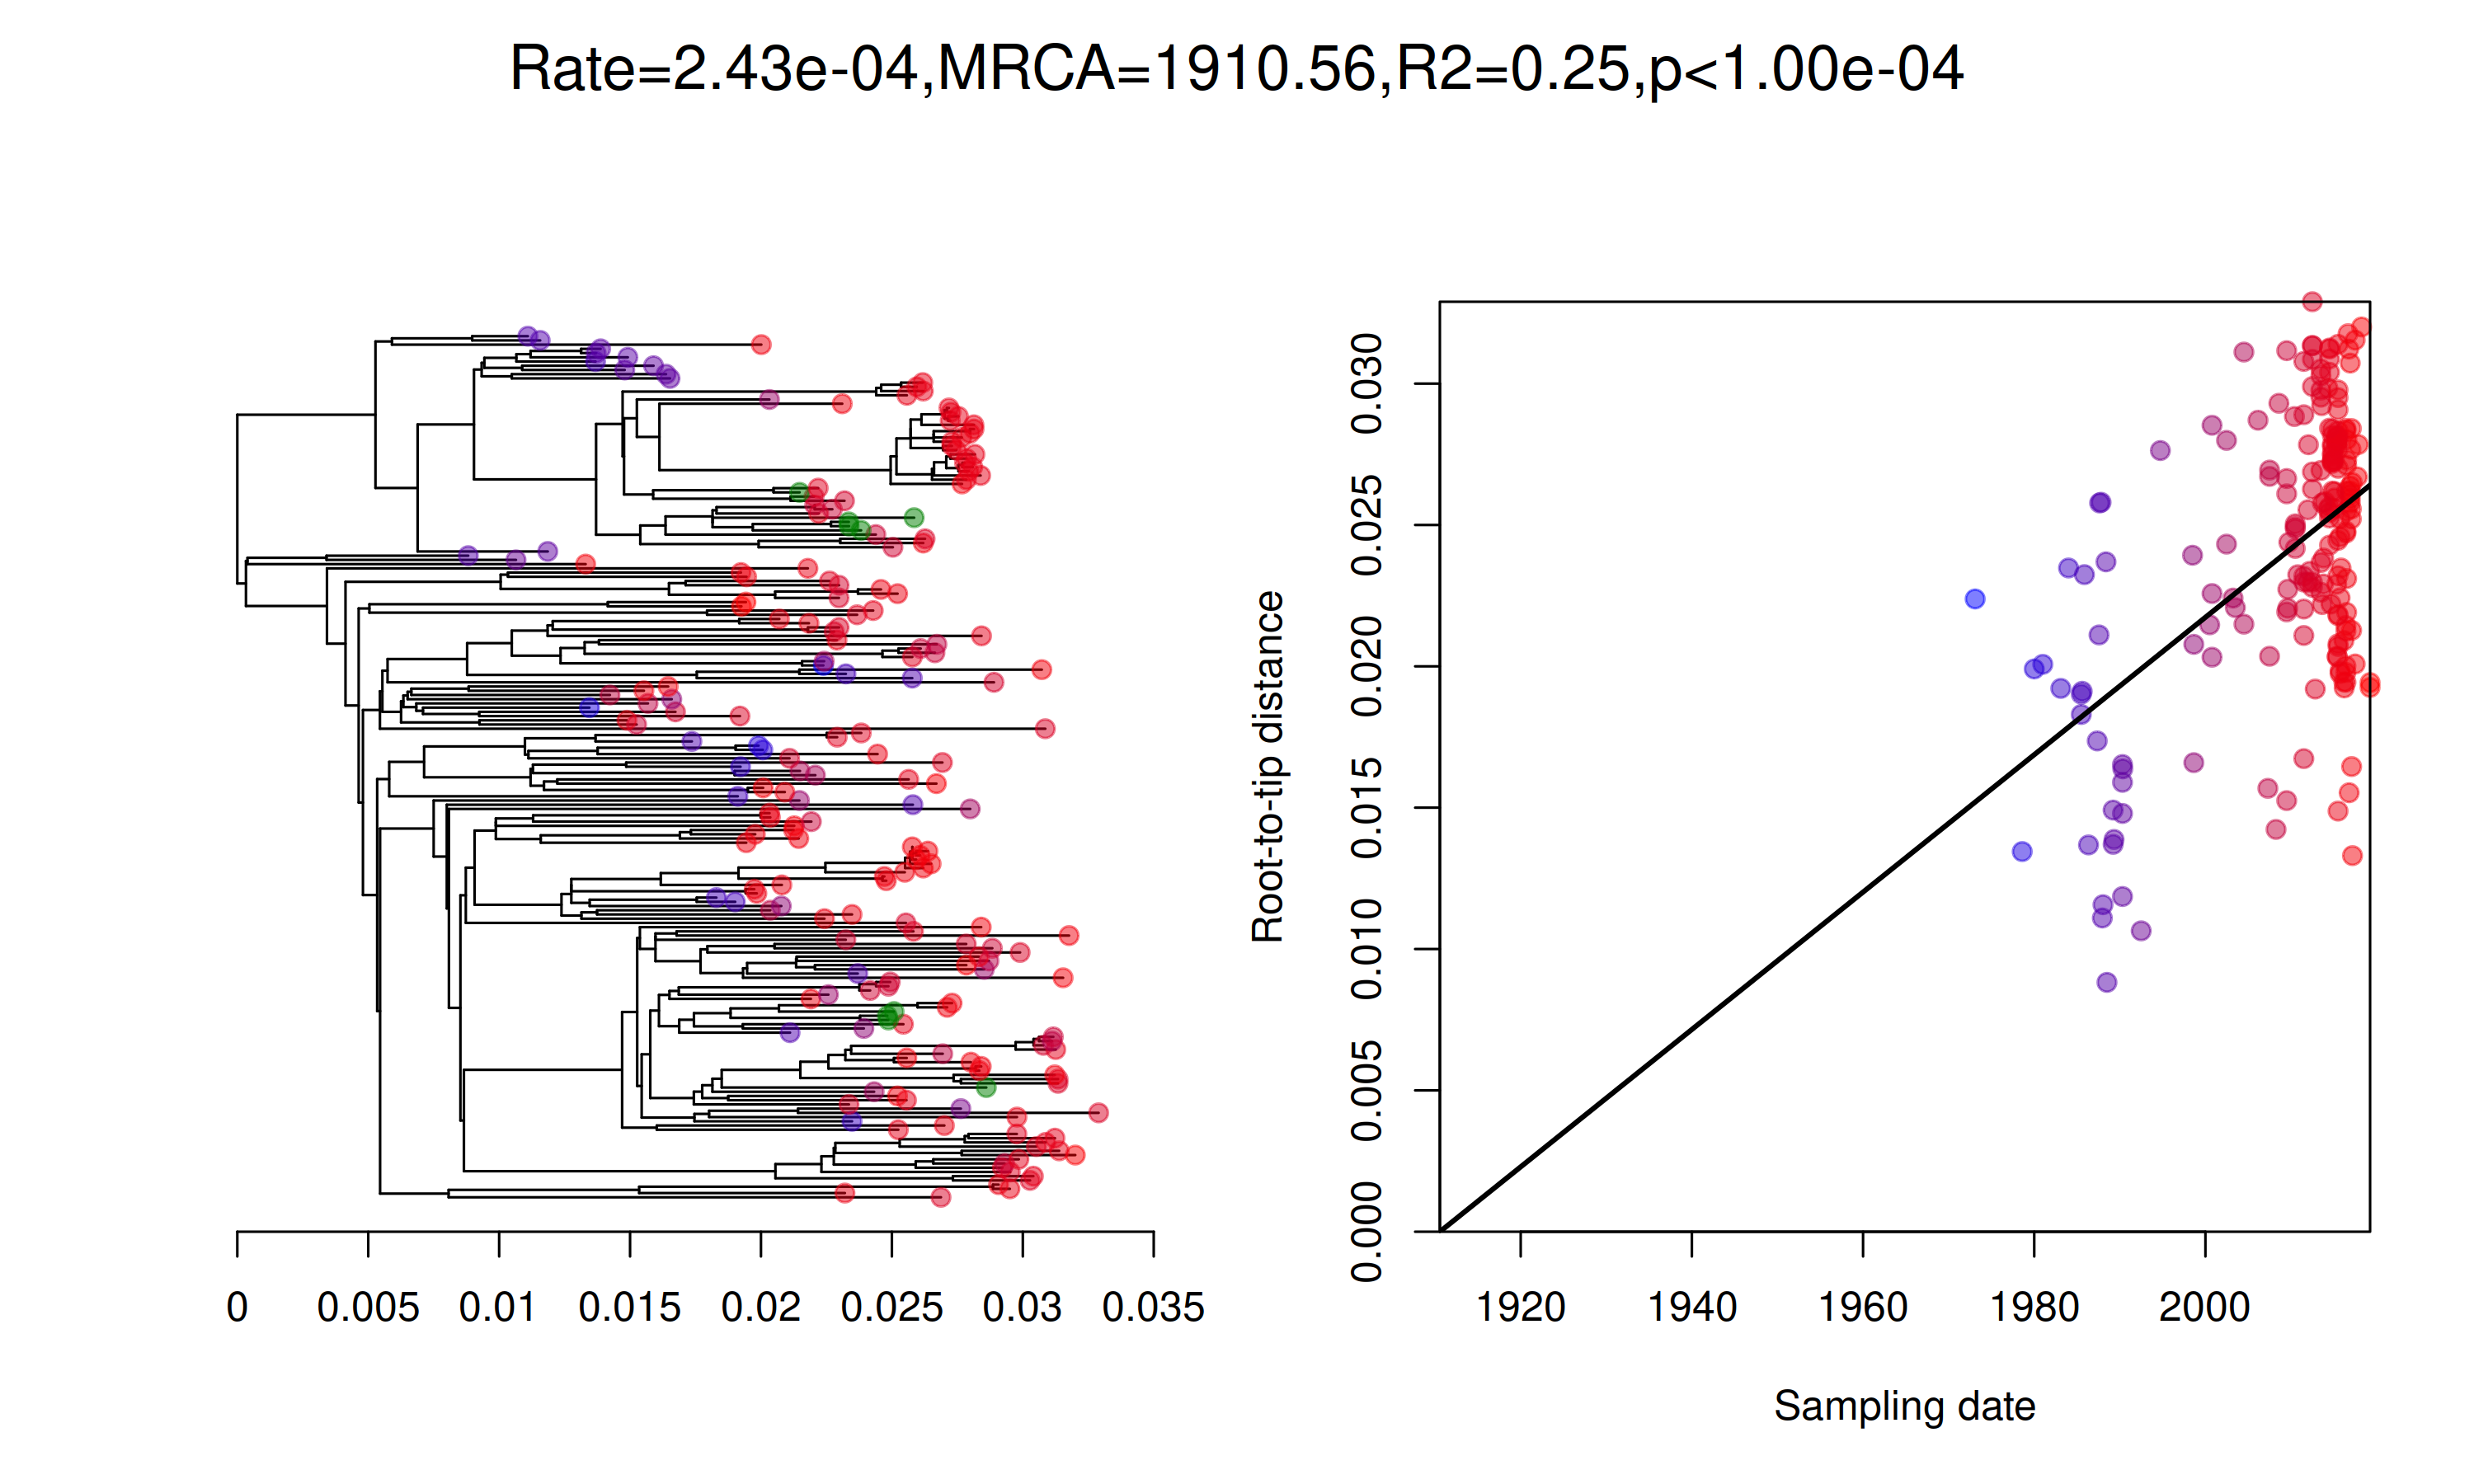 Rate=2.43e-04,MRCA=1910.56,R2=0.25,p<1.00e-04
0 0.005 0.01 0.015 0.02 0.025 0.03 0.035
Root-to-tip distance
0.000 0.005 0.010 0.015 0.020 0.025 0.030
1920 1940 1960 1980 2000
Sampling date